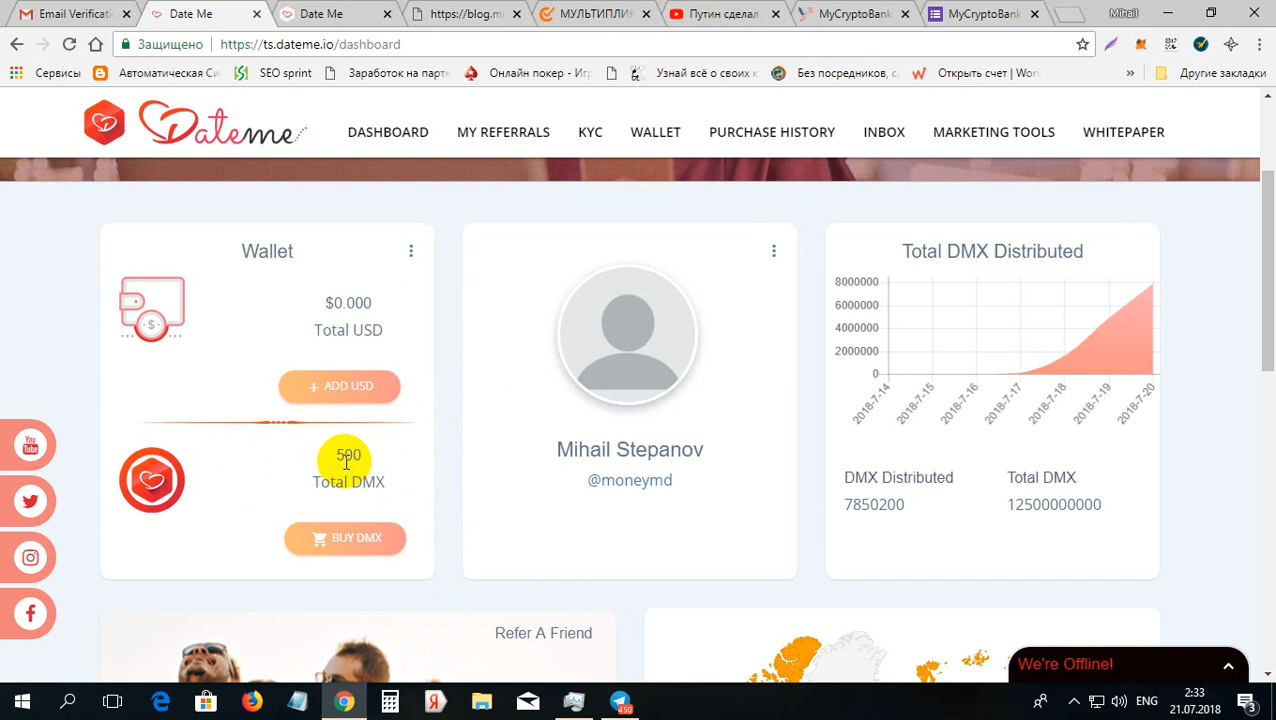 Email Verificati
Date Me
Date Me
https://blog.m
МУЛЬТИПЛИ
Путин сделал
MyCryptoBank
MyCryptoBank
Mihail
Защищено
https://ts.dateme.io/dashboard
Сервисы
Автоматическая Си
SEO sprint
Заработок на партн
Онлайн покер - Игр
Узнай всё о своих к
Без посредников, с
Открыть счет | Wor
»
Другие закладки
Dateme
DASHBOARD
MY REFERRALS
KYC
WALLET
PURCHASE HISTORY
INBOX
MARKETING TOOLS
WHITEPAPER
Wallet
$0.000
Total USD
+ ADD USD
500
Total DMX
BUY DMX
Mihail Stepanov
@moneymd
Total DMX Distributed
8000000
6000000
4000000
2000000
0
2018-7-14
2018-7-15
2018-7-16
2018-7-17
2018-7-18
2018-7-19
2018-7-20
DMX Distributed
7850200
Total DMX
12500000000
You
Tube
Refer A Friend
We're Offline!
450
ENG
2:33
21.07.2018
3